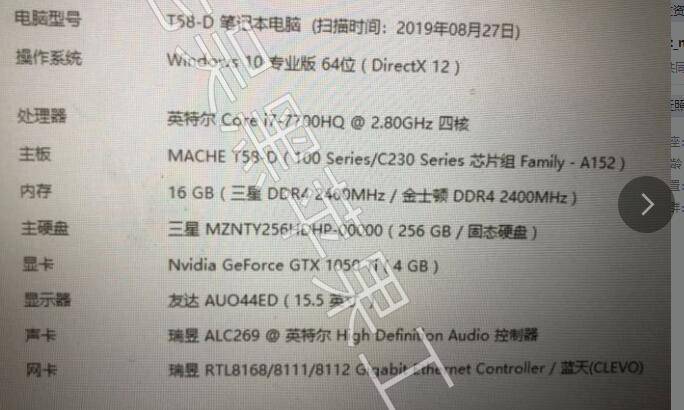 电脑型号 T58-D 笔记本电脑 (扫描时间：2019年08月27日)
操作系统 Windows 10 专业版 64位 ( DirectX 12 )
处理器 英特尔 Core i7-7700HQ @ 2.80GHz 四核
主板 MACHE T58-D ( 100 Series/C230 Series 芯片组 Family - A152 )
内存 16 GB ( 三星 DDR4 2400MHz / 金士顿 DDR4 2400MHz )
主硬盘 三星 MZNTY256HDHP-00000 ( 256 GB / 固态硬盘 )
显卡 Nvidia GeForce GTX 1050 Ti ( 4 GB )
显示器 友达 AUO44ED ( 15.5 英寸 )
声卡 瑞昱 ALC269 @ 英特尔 High Definition Audio 控制器
网卡 瑞昱 RTL8168/8111/8112 Gigabit Ethernet Controller / 蓝天(CLEVO)
黑苹果工